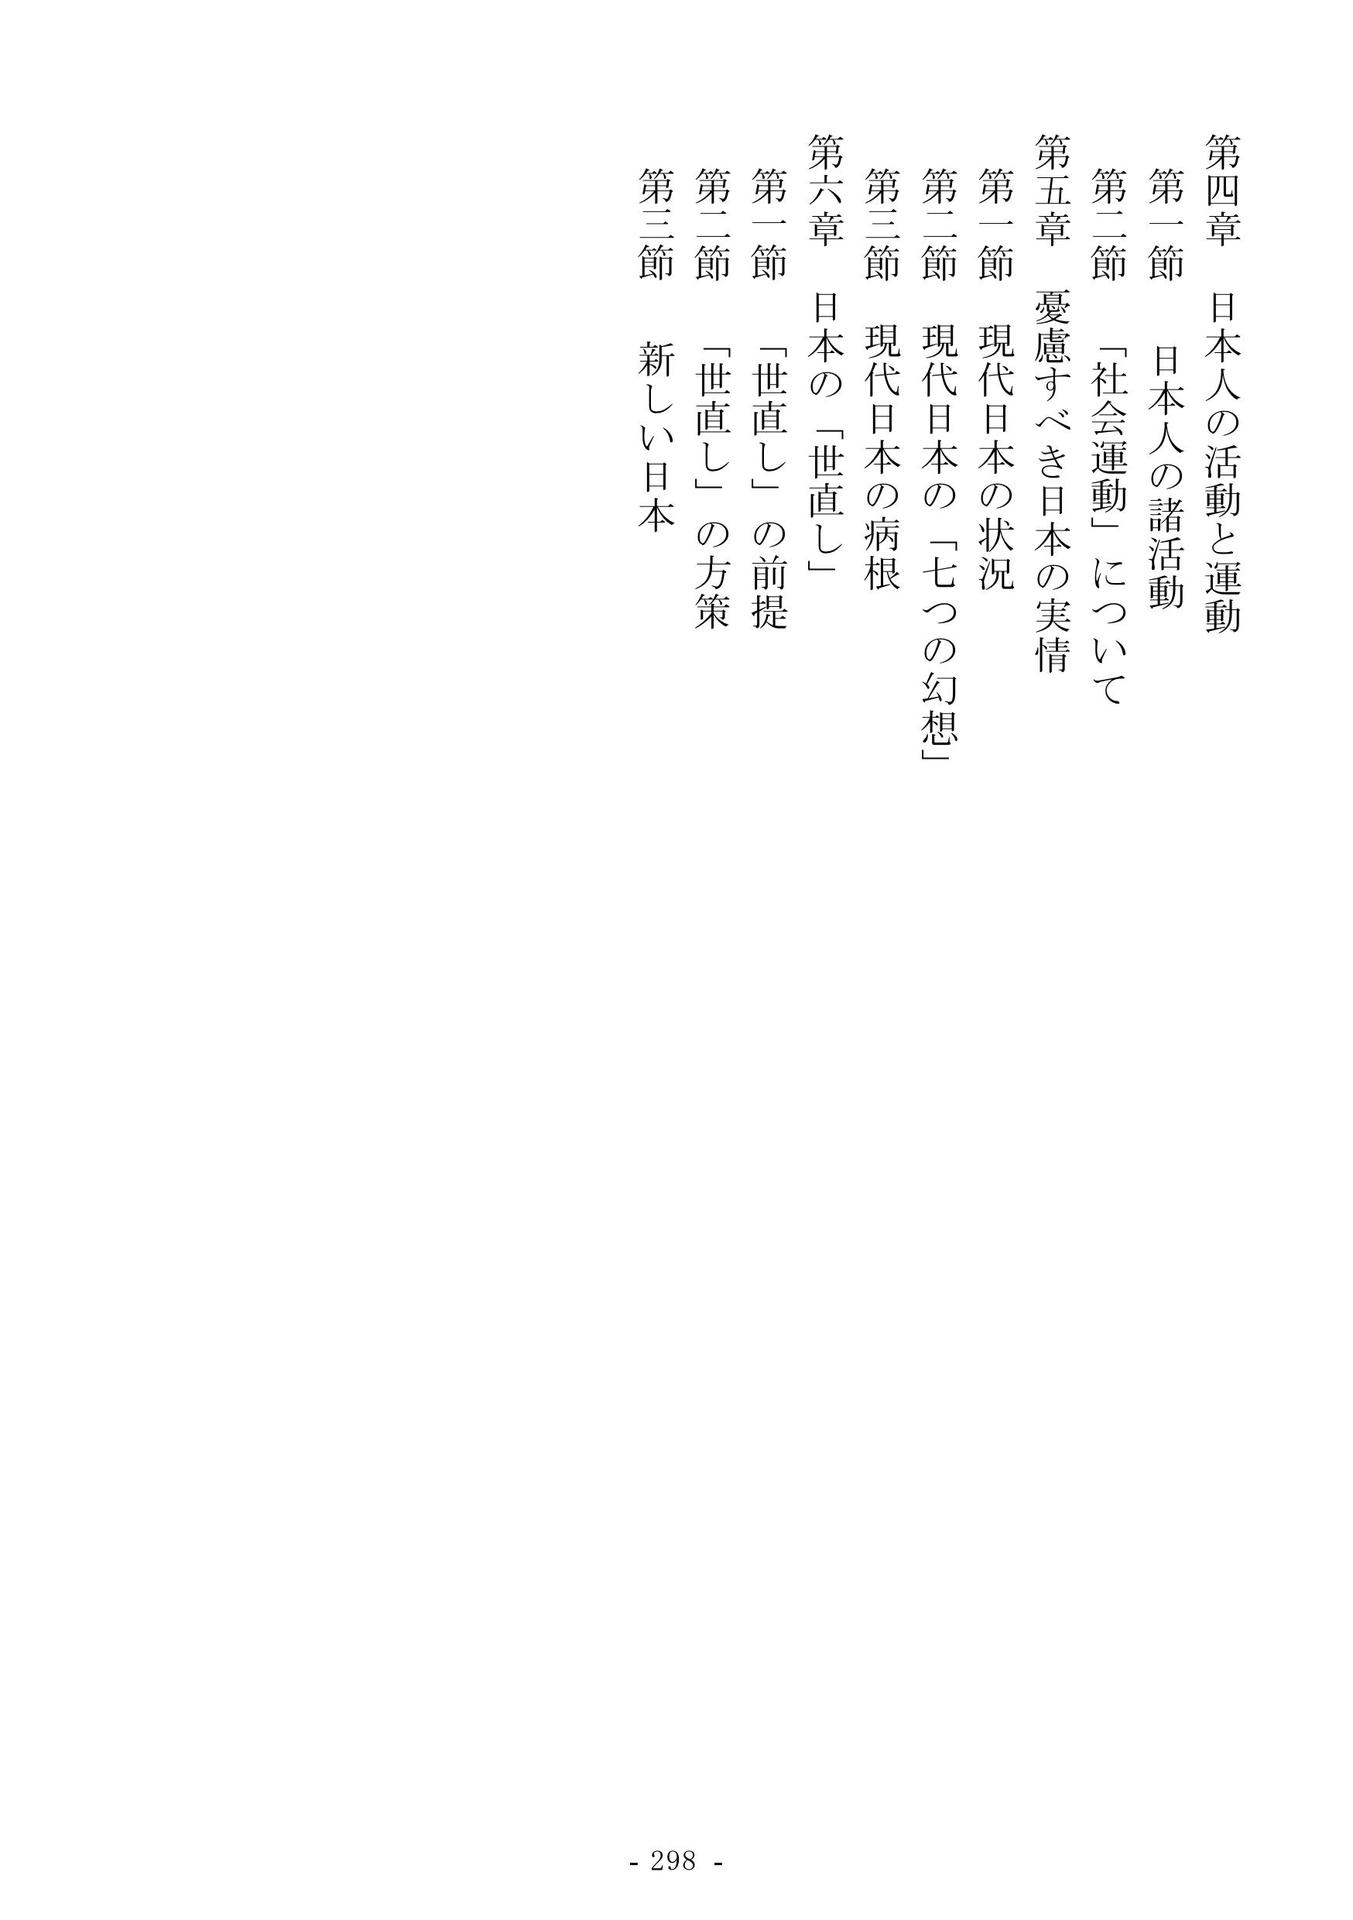 第四章　日本人の活動と運動
第一節　日本人の諸活動
第二節　「社会運動」について
第五章　憂慮すべき日本の実情
第一節　現代日本の状況
第二節　現代日本の「七つの幻想」
第三節　現代日本の病根
第六章　日本の「世直し」
第一節　「世直し」の前提
第二節　「世直し」の方策
第三節　新しい日本
- 298 -